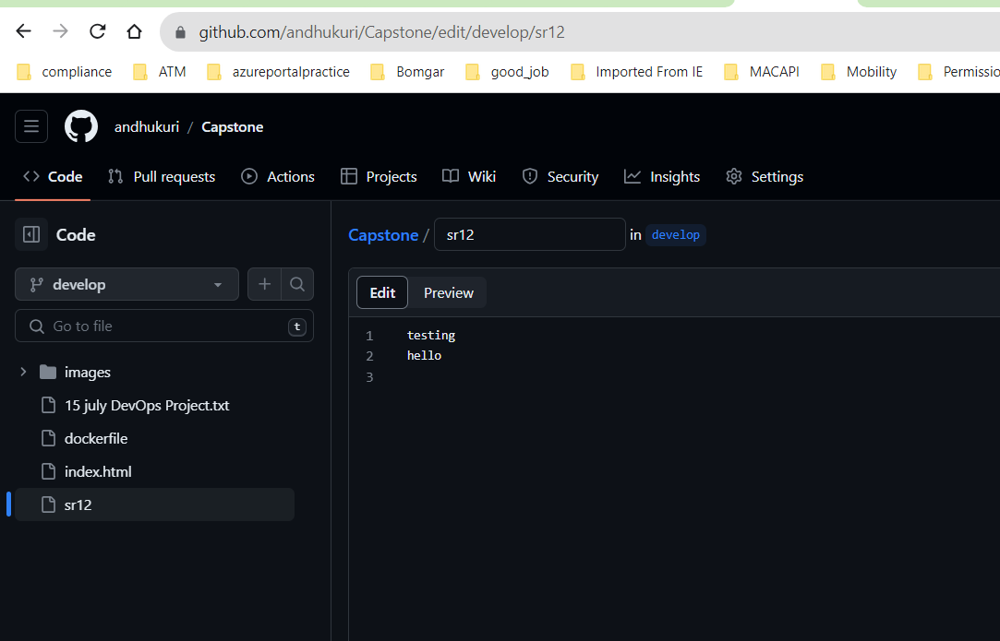 github.com/andhukuri/Capstone/edit/develop/sr12
compliance ATM azureportalpractice Bomgar good_job Imported From IE MACAPI Mobility Permissio
andhukuri / Capstone
Code Pull requests Actions Projects Wiki Security Insights Settings
Code
Capstone / sr12 in develop
develop
Edit Preview
Go to file t
1 testing
2 hello
3
images
15 july DevOps Project.txt
dockerfile
index.html
sr12